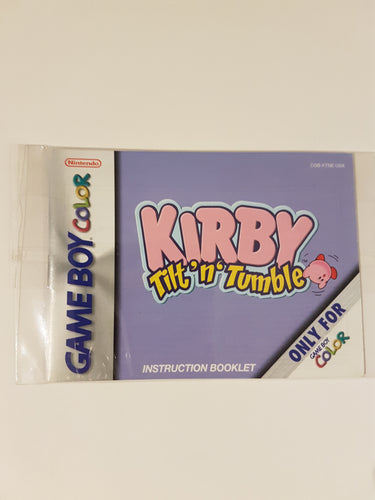 Nintendo
GAME BOY COLOR
CGB-KTNE-USA
KIRBY
Tilt 'n' Tumble
ONLY FOR
GAME BOY
COLOR
INSTRUCTION BOOKLET